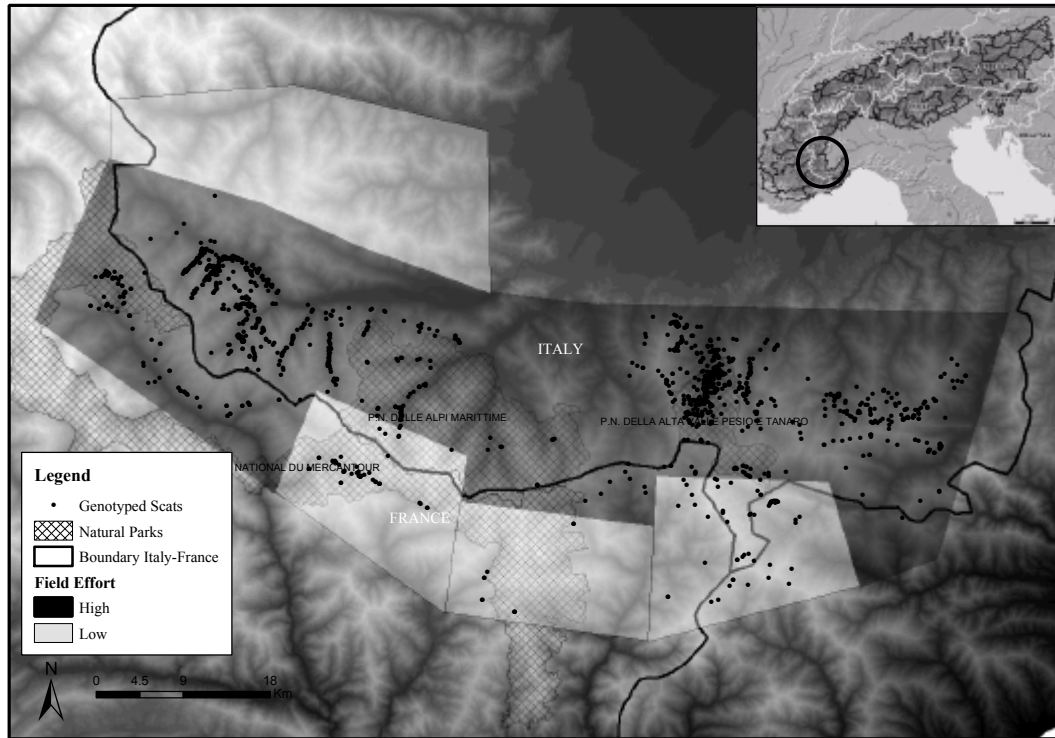 ITALY
P.N. DELLE ALPI MARITTIME
P.N. DELLA ALTA VALLE PESIO E TANARO
NATIONAL DU MERCANTOUR
FRANCE
Legend
Genotyped Scats
Natural Parks
Boundary Italy-France
Field Effort
High
Low
N
0 4.5 9 18
Km